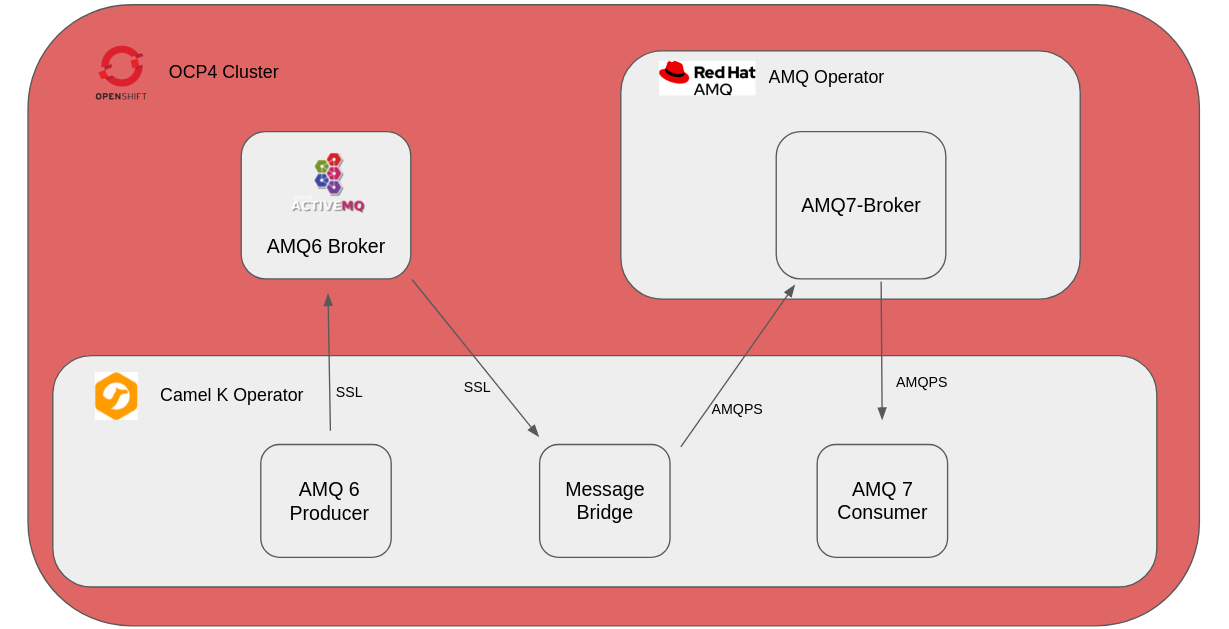 OPENSHIFT
OCP4 Cluster
Red Hat
AMQ
AMQ Operator
ACTIVEMQ
AMQ6 Broker
AMQ7-Broker
Camel K Operator
SSL
SSL
AMQPS
AMQPS
AMQ 6
Producer
Message
Bridge
AMQ 7
Consumer